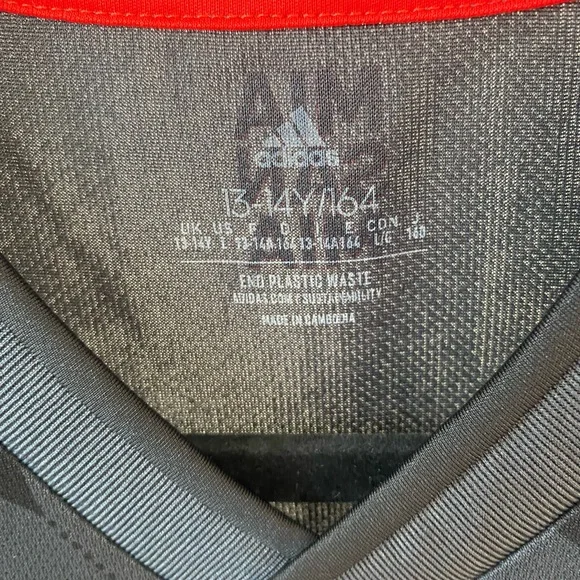 adidas
13-14Y/164
UK US F D I E CDN J
13-14Y L 13-14A 164 13-14A 164 L/G 160
END PLASTIC WASTE
ADIDAS.COM/SUSTAINABILITY
MADE IN CAMBODIA